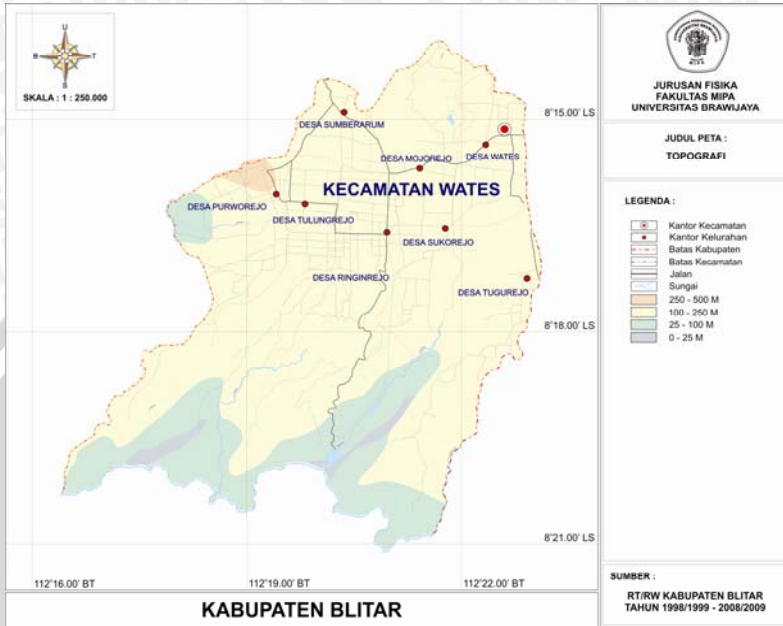 U
B
T
S
SKALA : 1 : 250.000
DESA SUMBERARUM
DESA MOJOREJO
DESA WATES
KECAMATAN WATES
DESA PURWOREJO
DESA TULUNGREJO
DESA SUKOREJO
DESA RINGINREJO
DESA TUGUREJO
8°15.00' LS
8°18.00' LS
8°21.00' LS
112°16.00' BT
112°19.00' BT
112°22.00' BT
KABUPATEN BLITAR
JURUSAN FISIKA
FAKULTAS MIPA
UNIVERSITAS BRAWIJAYA
JUDUL PETA :
TOPOGRAFI
LEGENDA :
Kantor Kecamatan
Kantor Kelurahan
Batas Kabupaten
Batas Kecamatan
Jalan
Sungai
250 - 500 M
100 - 250 M
25 - 100 M
0 - 25 M
SUMBER :
RT/RW KABUPATEN BLITAR
TAHUN 1998/1999 - 2008/2009